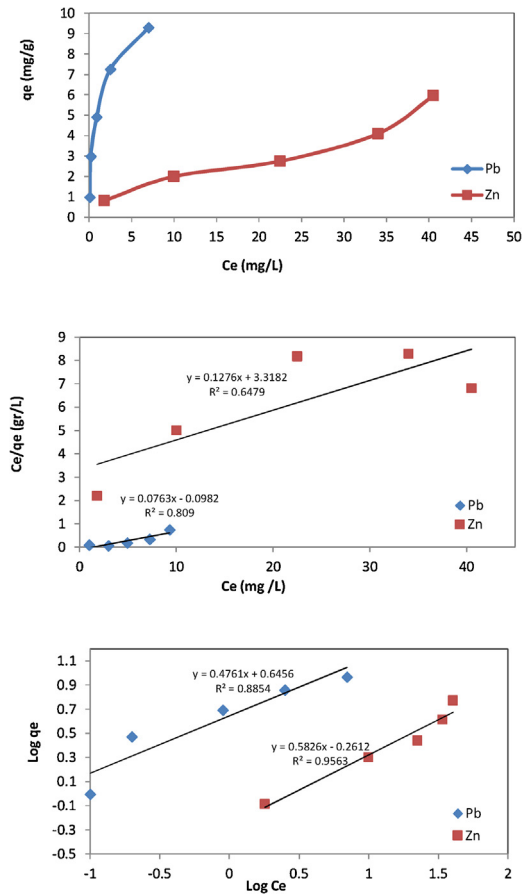 10
9
8
7
6
5
4
3
2
1
0
qe (mg/g)
Pb
Zn
0 5 10 15 20 25 30 35 40 45 50
Ce (mg/L)
9
8
7
6
5
4
3
2
1
0
Ce/qe (gr/L)
y = 0.1276x + 3.3182
R² = 0.6479
y = 0.0763x - 0.0982
R² = 0.809
Pb
Zn
0 10 20 30 40
Ce (mg /L)
1.1
0.9
0.7
0.5
0.3
0.1
-0.1
-0.3
-0.5
Log qe
y = 0.4761x + 0.6456
R² = 0.8854
y = 0.5826x - 0.2612
R² = 0.9563
Pb
Zn
-1 -0.5 0 0.5 1 1.5 2
Log Ce